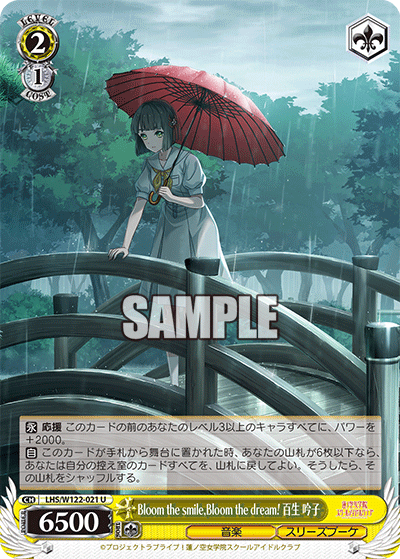 LEVEL
2
1
COST
SAMPLE
永 応援 このカードの前のあなたのレベル3以上のキャラすべてに、パワーを
+2000。
自 このカードが手札から舞台に置かれた時、あなたの山札が6枚以下なら、
あなたは自分の控え室のカードすべてを、山札に戻してよい。そうしたら、そ
の山札をシャッフルする。
CH LHS/W122-021 U
6500
Bloom the smile,Bloom the dream! 百生 吟子
音楽
スリーズブーケ
©プロジェクトラブライブ!蓮ノ空女学院スクールアイドルクラブ